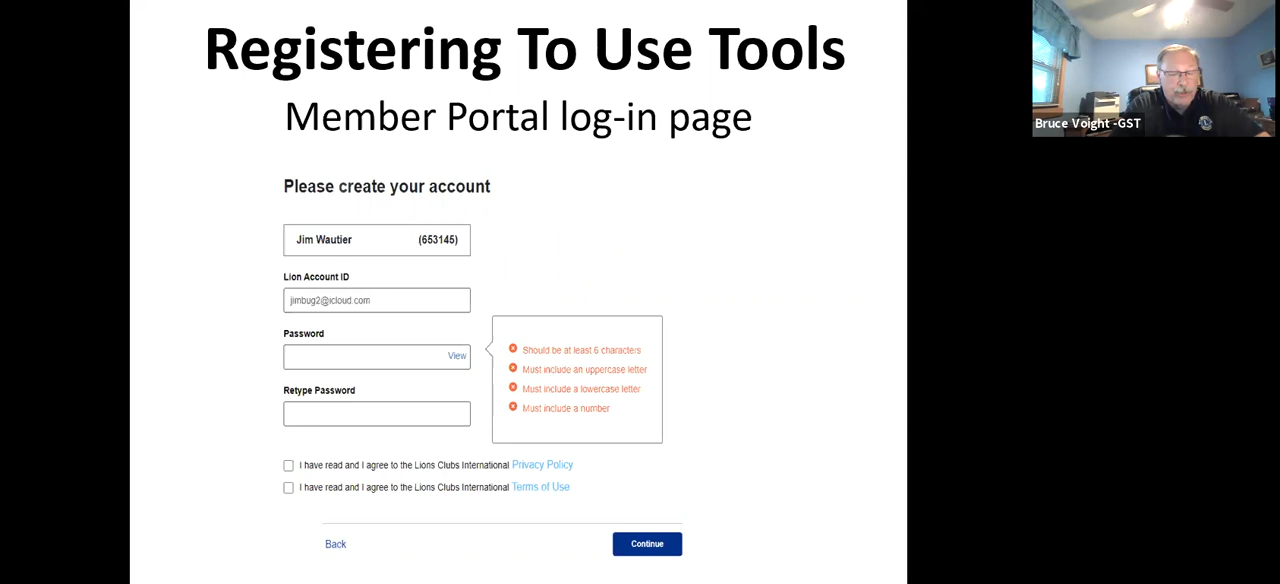 Registering To Use Tools
Member Portal log-in page
Please create your account
Jim Wautier (653145)
Lion Account ID
jimbug2@icloud.com
Password
View
Should be at least 6 characters
Must include an uppercase letter
Must include a lowercase letter
Must include a number
Retype Password
I have read and I agree to the Lions Clubs International Privacy Policy
I have read and I agree to the Lions Clubs International Terms of Use
Back
Continue
Bruce Voight -GST